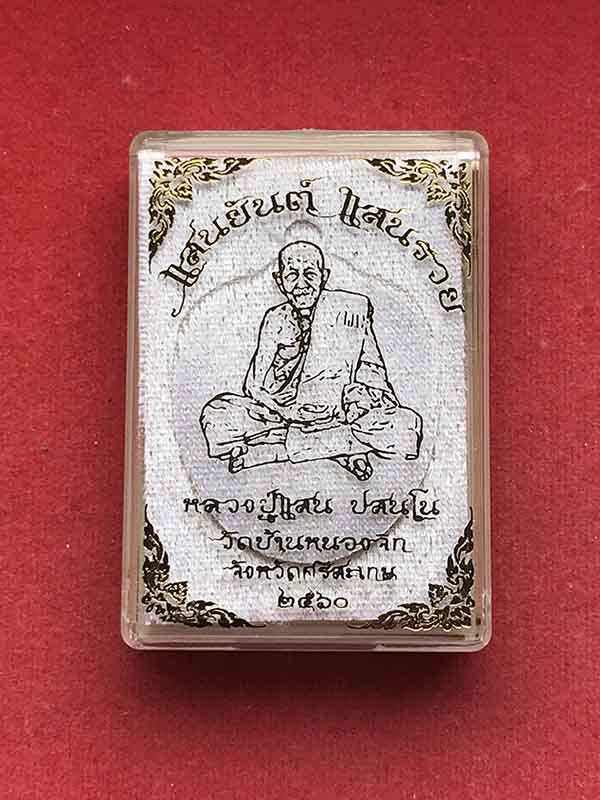 แสนยันต์ แสนรวย
หลวงปู่แสน ปสนฺโน
วัดบ้านหนองจิก
จังหวัดศรีสะเกษ
๒๕๖๐